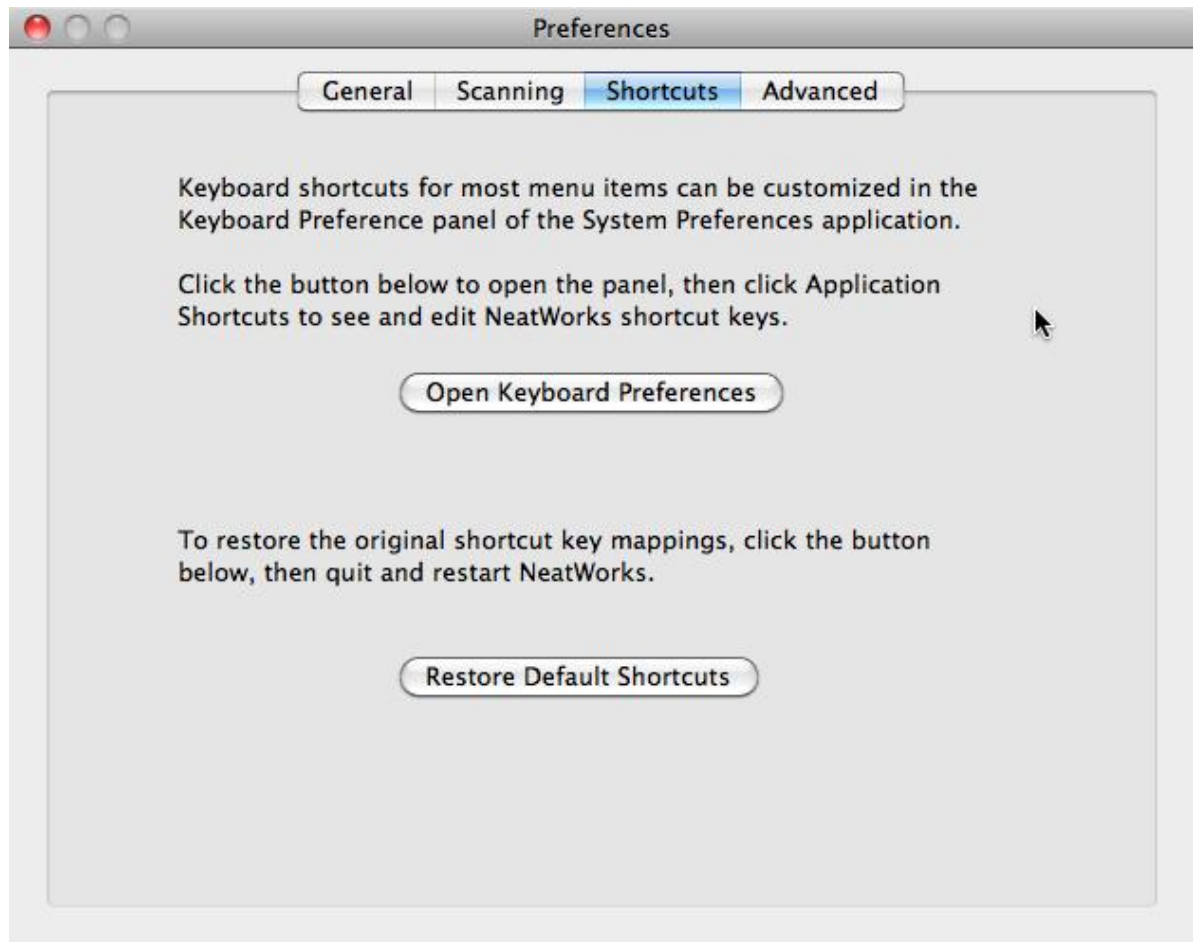 Preferences
General Scanning Shortcuts Advanced
Keyboard shortcuts for most menu items can be customized in the
Keyboard Preference panel of the System Preferences application.
Click the button below to open the panel, then click Application
Shortcuts to see and edit NeatWorks shortcut keys.
Open Keyboard Preferences
To restore the original shortcut key mappings, click the button
below, then quit and restart NeatWorks.
Restore Default Shortcuts